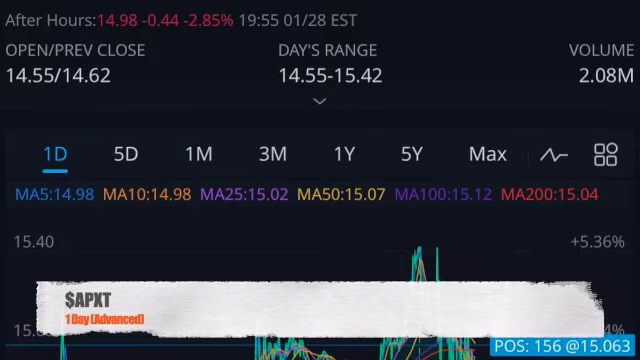 After Hours:14.98 -0.44 -2.85% 19:55 01/28 EST
OPEN/PREV CLOSE DAY'S RANGE VOLUME
14.55/14.62 14.55-15.42 2.08M
1D 5D 1M 3M 1Y 5Y Max
MA5:14.98 MA10:14.98 MA25:15.02 MA50:15.07 MA100:15.12 MA200:15.04
15.40 +5.36%
$APXT
1 Day (Advanced)
POS: 156 @15.063